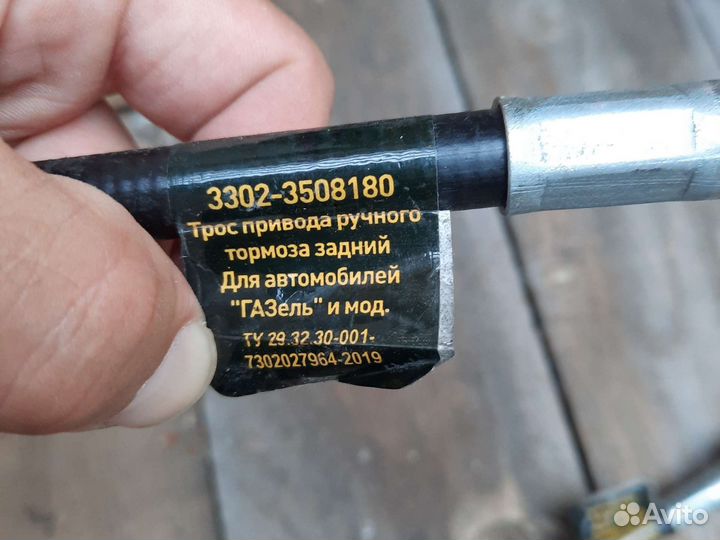 3302-3508180
Трос привода ручного
тормоза задний
Для автомобилей
"ГАЗель" и мод.
ТУ 29.32.30-001-
7302027964-2019
Avito